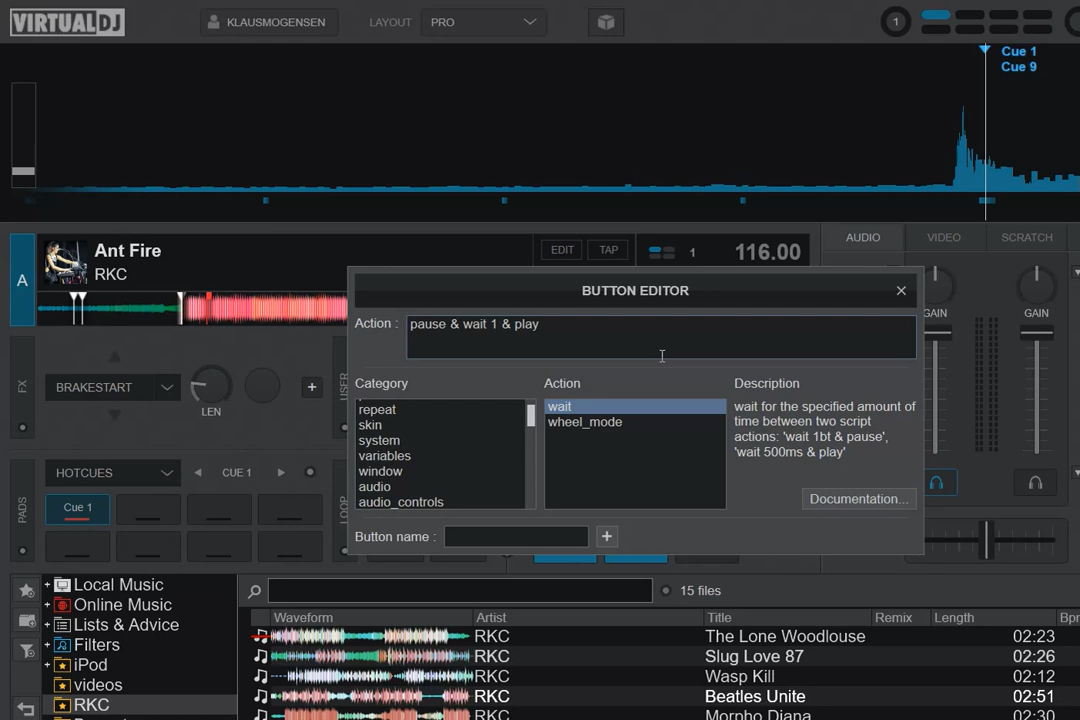 VIRTUALDJ
KLAUSMOGENSEN
LAYOUT
PRO
1
Cue 1
Cue 9
A
Ant Fire
RKC
EDIT
TAP
1
116.00
AUDIO
VIDEO
SCRATCH
BUTTON EDITOR
Action :
pause & wait 1 & play
Category
repeat
skin
system
variables
window
audio
audio_controls
Action
wait
wheel_mode
Description
wait for the specified amount of
time between two script
actions: 'wait 1bt & pause',
'wait 500ms & play'
Documentation...
Button name :
+
GAIN
GAIN
FX
BRAKESTART
LEN
+
USER
PADS
HOTCUES
CUE 1
LOOP
Cue 1
+ Local Music
+ Online Music
+ Lists & Advice
+ Filters
+ iPod
videos
RKC
15 files
Waveform Artist Title Remix Length Bpm
RKC The Lone Woodlouse 02:23
RKC Slug Love 87 02:26
RKC Wasp Kill 02:12
RKC Beatles Unite 02:51
RKC Morpho Diana 02:30